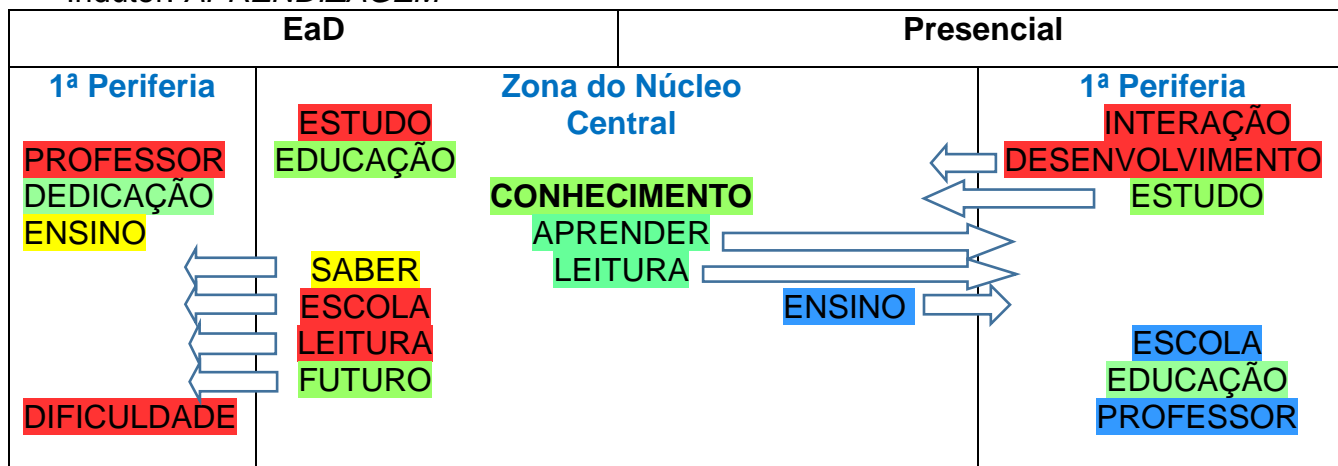 EaD Presencial
1ª Periferia Zona do Núcleo 1ª Periferia
ESTUDO Central INTERAÇÃO
PROFESSOR EDUCAÇÃO DESENVOLVIMENTO
DEDICAÇÃO CONHECIMENTO ESTUDO
ENSINO APRENDER
SABER LEITURA
ESCOLA ENSINO
LEITURA ESCOLA
FUTURO EDUCAÇÃO
DIFICULDADE PROFESSOR